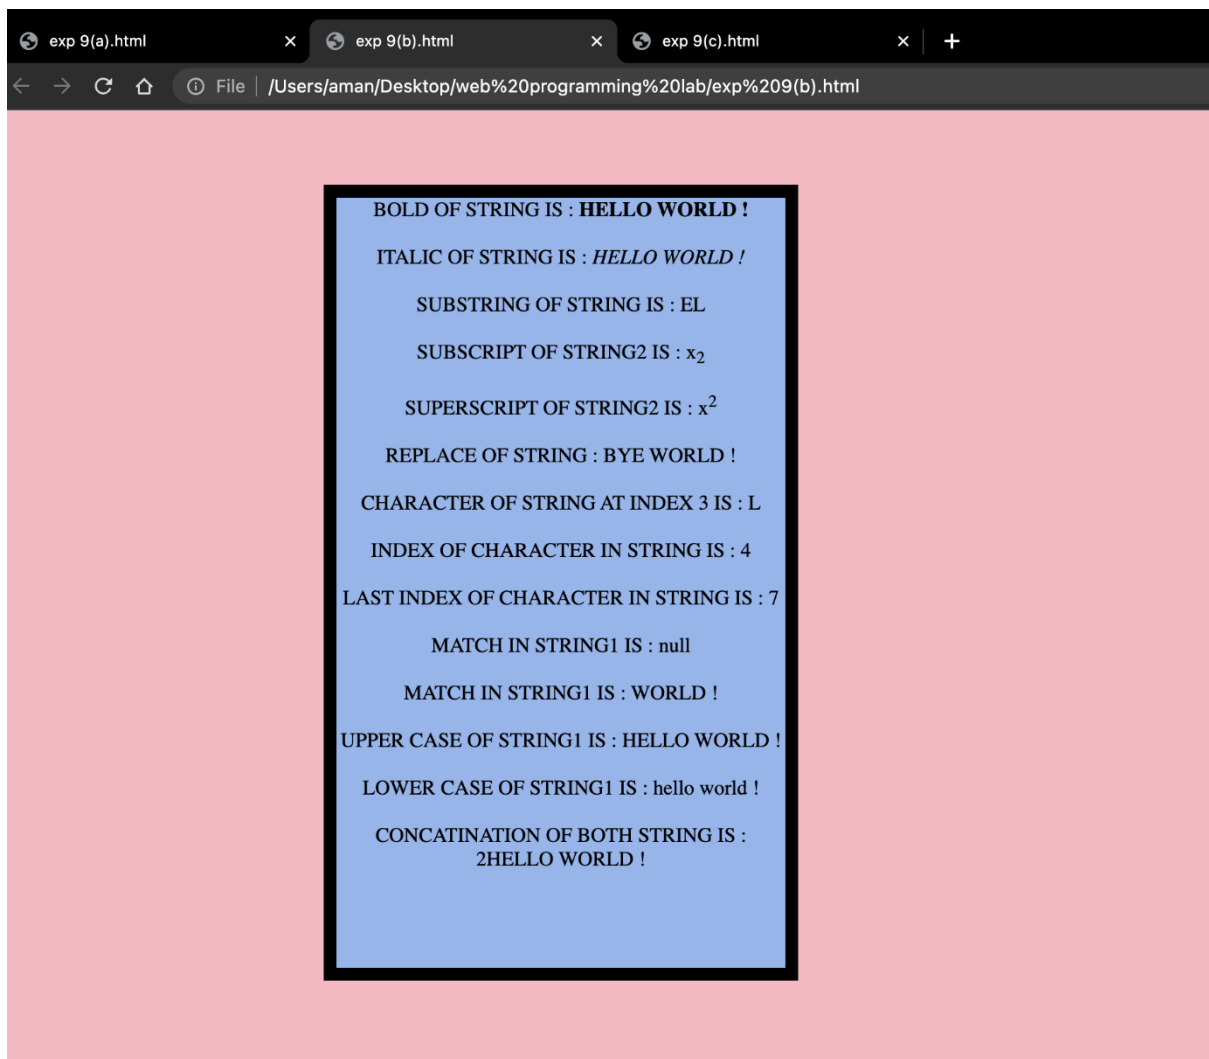 exp 9(a).html
exp 9(b).html
exp 9(c).html
File | /Users/aman/Desktop/web%20programming%20lab/exp%209(b).html
BOLD OF STRING IS : HELLO WORLD !
ITALIC OF STRING IS : HELLO WORLD !
SUBSTRING OF STRING IS : EL
SUBSCRIPT OF STRING2 IS : x₂
SUPERSCRIPT OF STRING2 IS : x²
REPLACE OF STRING : BYE WORLD !
CHARACTER OF STRING AT INDEX 3 IS : L
INDEX OF CHARACTER IN STRING IS : 4
LAST INDEX OF CHARACTER IN STRING IS : 7
MATCH IN STRING1 IS : null
MATCH IN STRING1 IS : WORLD !
UPPER CASE OF STRING1 IS : HELLO WORLD !
LOWER CASE OF STRING1 IS : hello world !
CONCATINATION OF BOTH STRING IS :
2HELLO WORLD !